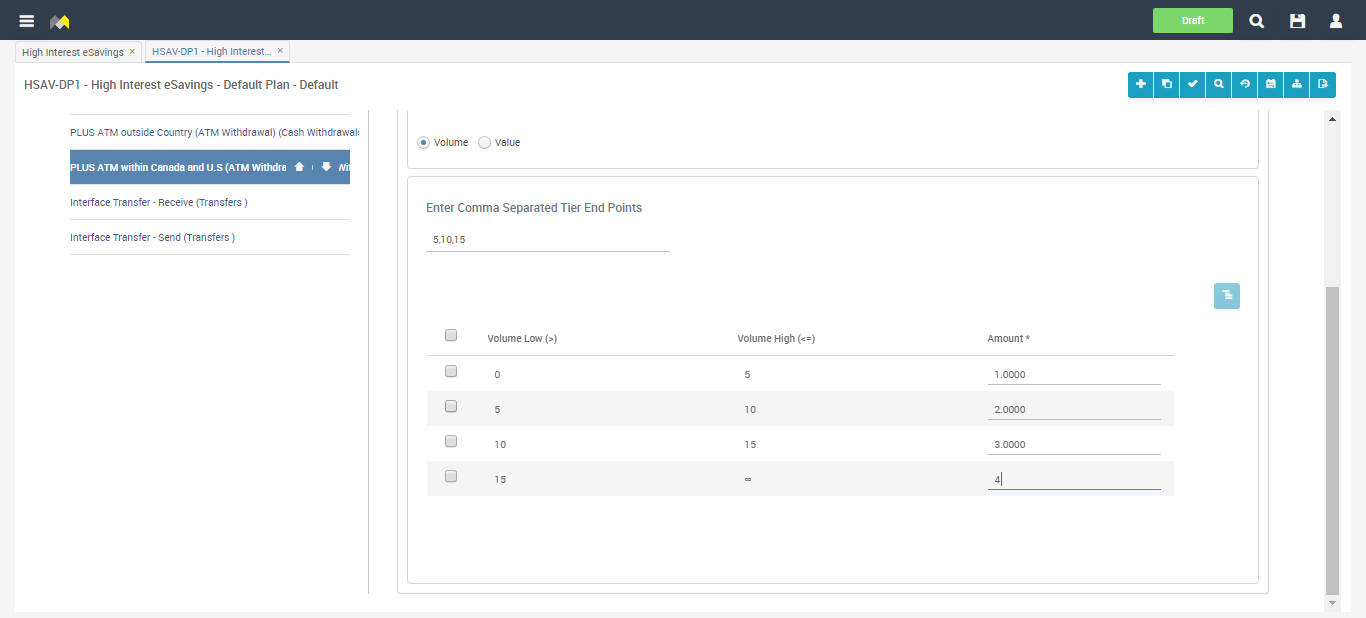 Draft
High Interest eSavings ×
HSAV-DP1 - High Interest... ×
HSAV-DP1 - High Interest eSavings - Default Plan - Default
PLUS ATM outside Country (ATM Withdrawal) (Cash Withdrawals
PLUS ATM within Canada and U.S (ATM Withdra
Interface Transfer - Receive (Transfers )
Interface Transfer - Send (Transfers )
Volume Value
Enter Comma Separated Tier End Points
5,10,15
Volume Low (>) Volume High (<=) Amount *
0 5 1.0000
5 10 2.0000
10 15 3.0000
15 ∞ 4